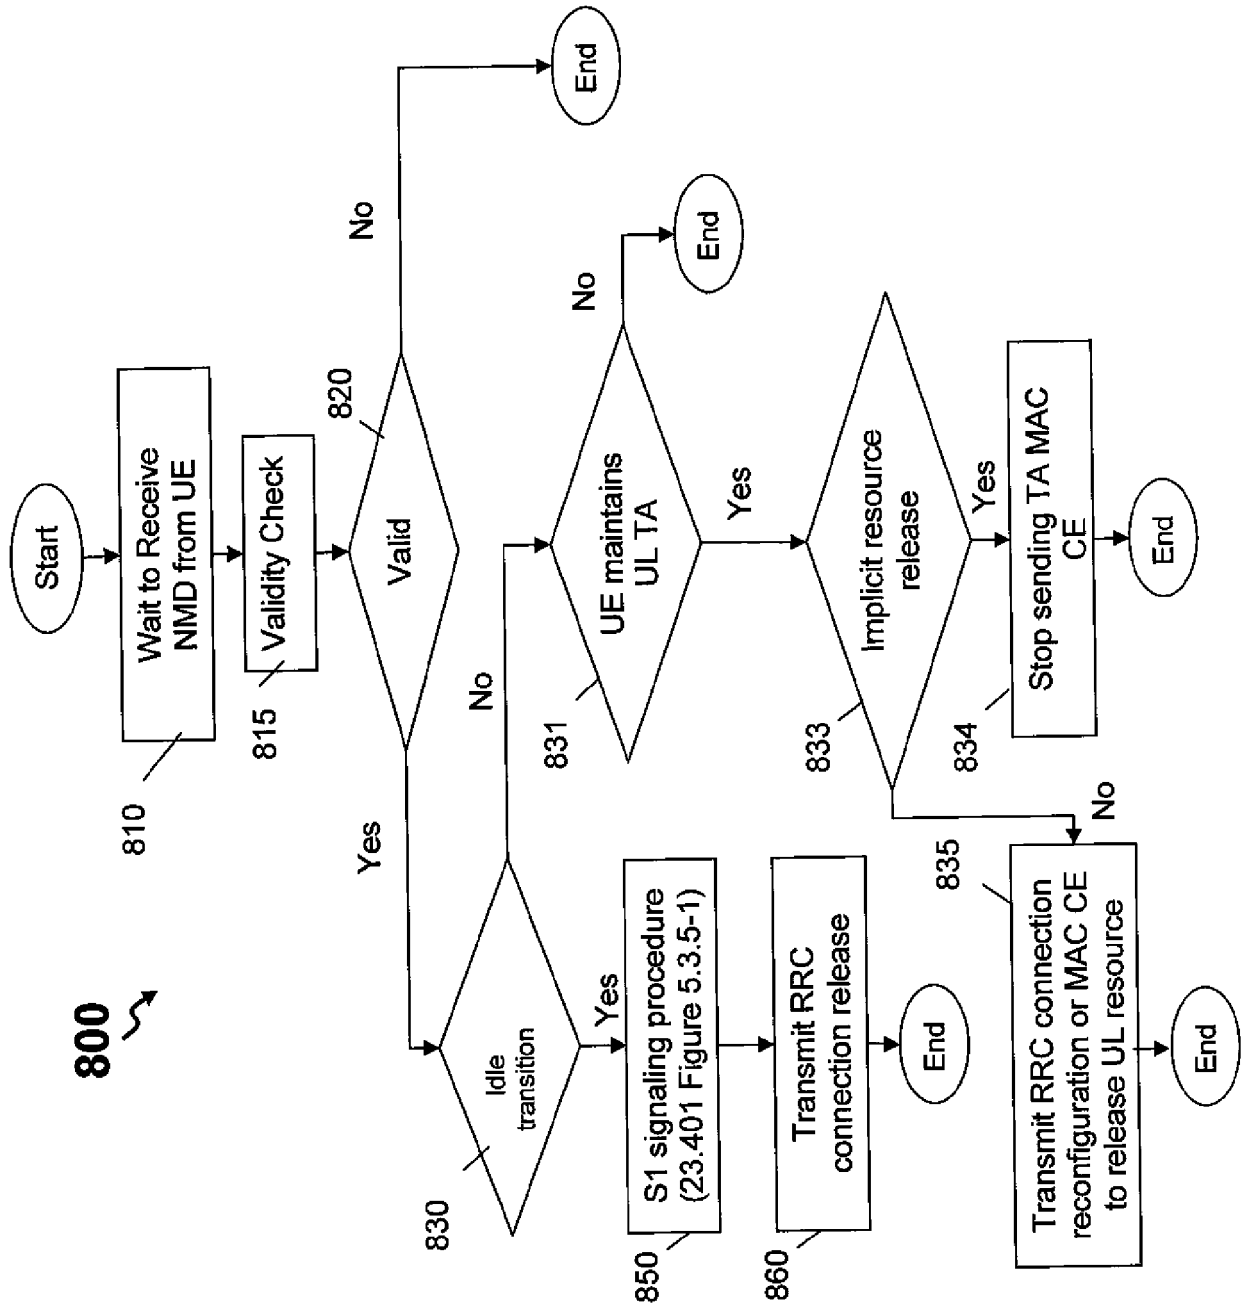 800
Start
Wait to Receive
NMD from UE
810
Validity Check
815
Valid
820
No
End
Yes
Idle
transition
830
No
Yes
S1 signaling procedure
(23.401 Figure 5.3.5-1)
850
Transmit RRC
connection release
860
End
UE maintains
UL TA
831
No
End
Yes
Implicit resource
release
833
Yes
Stop sending TA MAC
CE
834
End
No
835
Transmit RRC connection
reconfiguration or MAC CE
to release UL resource
End